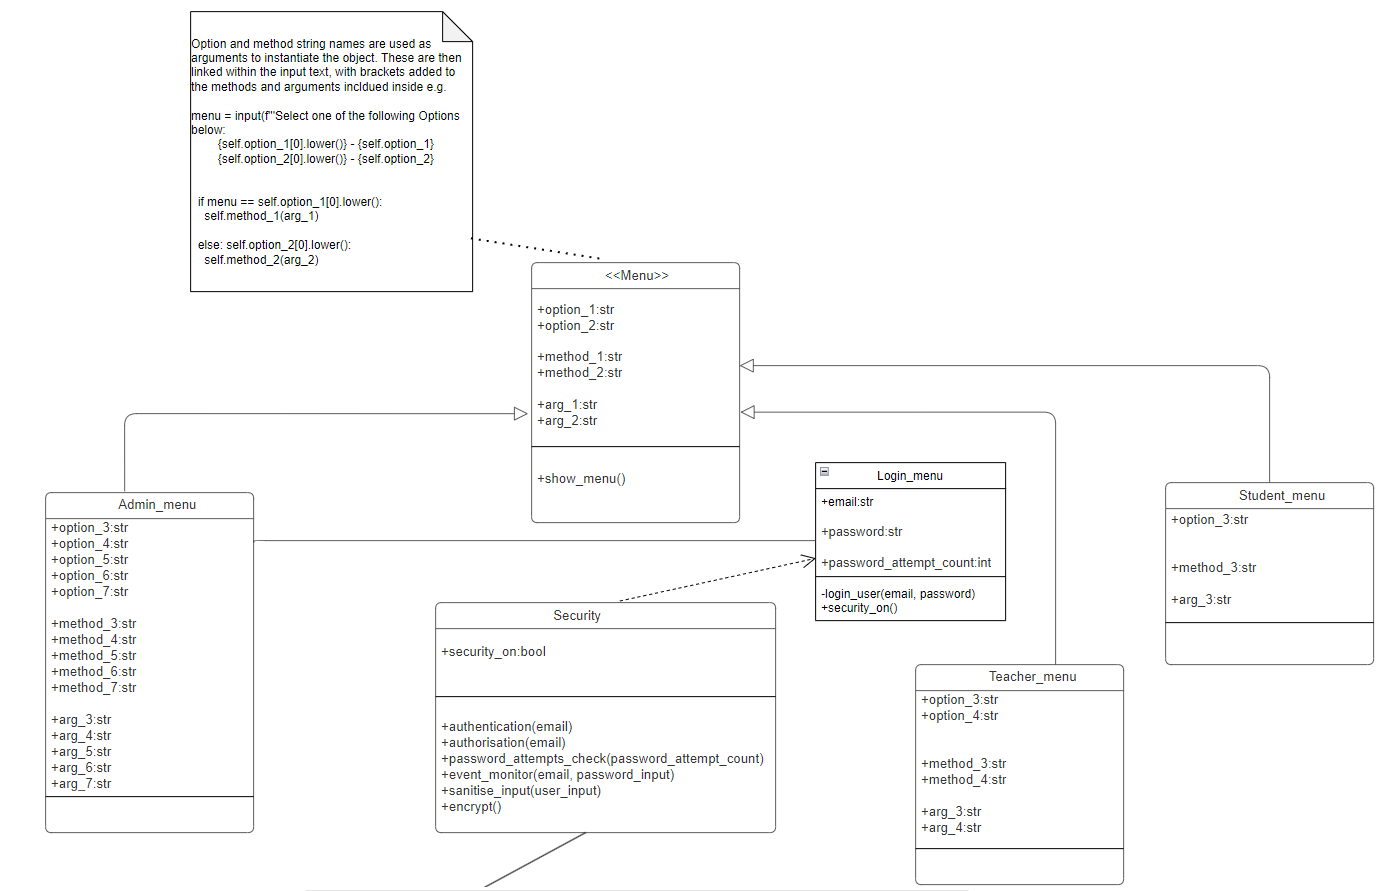 Option and method string names are used as
arguments to instantiate the object. These are then
linked within the input text, with brackets added to
the methods and arguments incldued inside e.g.
menu = input(f'"Select one of the following Options
below:
{self.option_1[0].lower()} - {self.option_1}
{self.option_2[0].lower()} - {self.option_2}
if menu == self.option_1[0].lower():
self.method_1(arg_1)
else: self.option_2[0].lower():
self.method_2(arg_2)
<<Menu>>
+option_1:str
+option_2:str
+method_1:str
+method_2:str
+arg_1:str
+arg_2:str
+show_menu()
Admin_menu
+option_3:str
+option_4:str
+option_5:str
+option_6:str
+option_7:str
+method_3:str
+method_4:str
+method_5:str
+method_6:str
+method_7:str
+arg_3:str
+arg_4:str
+arg_5:str
+arg_6:str
+arg_7:str
Login_menu
+email:str
+password:str
+password_attempt_count:int
-login_user(email, password)
+security_on()
Student_menu
+option_3:str
+method_3:str
+arg_3:str
Security
+security_on:bool
+authentication(email)
+authorisation(email)
+password_attempts_check(password_attempt_count)
+event_monitor(email, password_input)
+sanitise_input(user_input)
+encrypt()
Teacher_menu
+option_3:str
+option_4:str
+method_3:str
+method_4:str
+arg_3:str
+arg_4:str